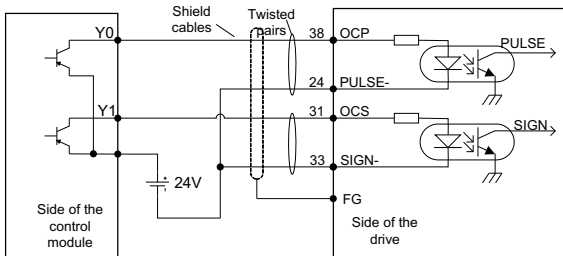 Shield
cables
Twisted
pairs
Y0
38
OCP
PULSE
24
PULSE-
Y1
31
OCS
SIGN
33
SIGN-
24V
FG
Side of the
control
module
Side of the
drive